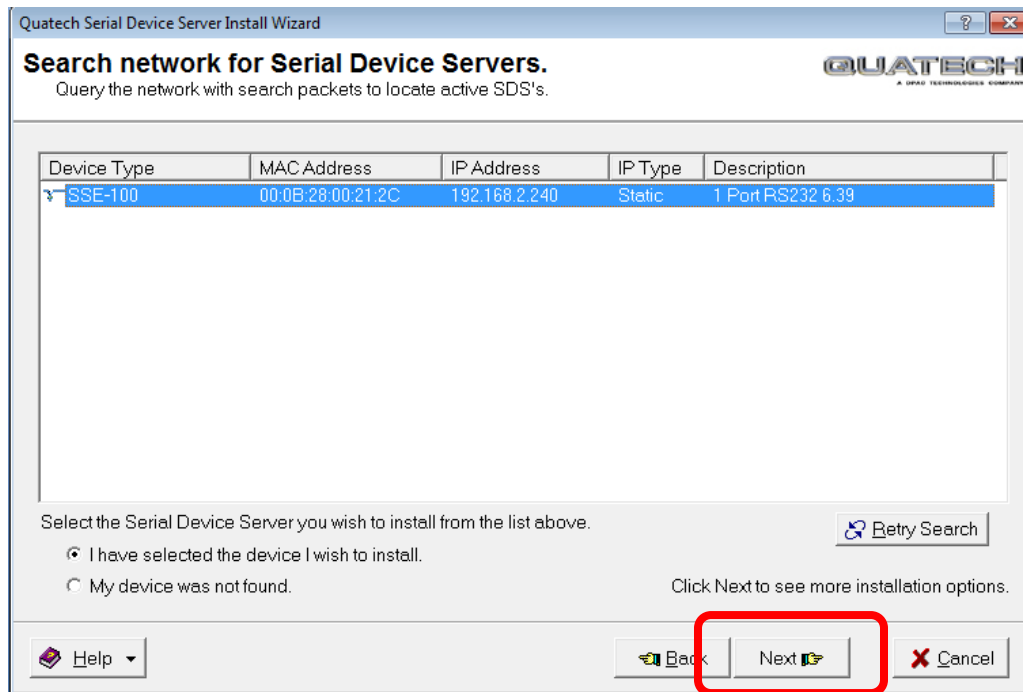 Quatech Serial Device Server Install Wizard
Search network for Serial Device Servers.
QUATECH
Query the network with search packets to locate active SDS's.
A DPAC TECHNOLOGIES COMPANY
Device Type MAC Address IP Address IP Type Description
SSE-100 00:0B:28:00:21:2C 192.168.2.240 Static 1 Port RS232 6.39
Select the Serial Device Server you wish to install from the list above.
Retry Search
I have selected the device I wish to install.
My device was not found.
Click Next to see more installation options.
Help Back Next Cancel